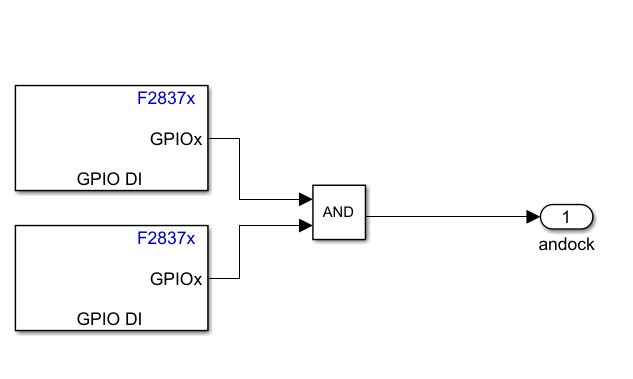 F2837x
GPIOx
GPIO DI
F2837x
GPIOx
GPIO DI
AND
1
andock